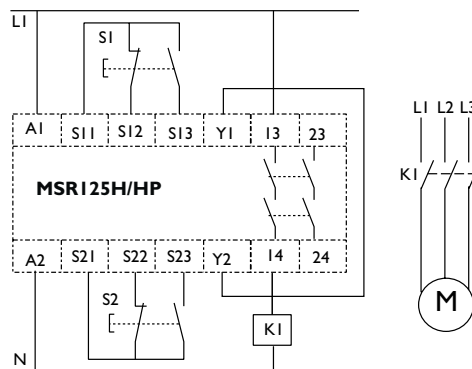 L1
S1
A1 S11 S12 S13 Y1 13 23
MSR125H/HP
A2 S21 S22 S23 Y2 14 24
S2
K1
N
L1 L2 L3
K1
M